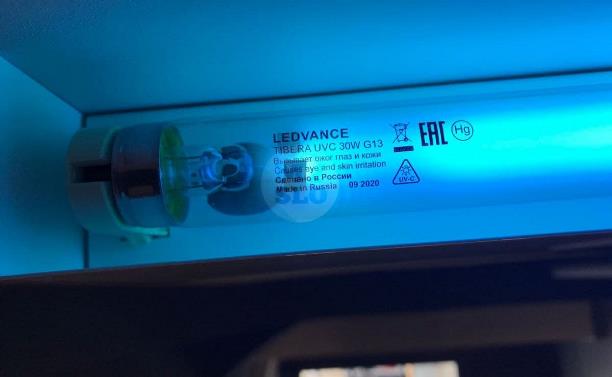 LEDVANCE
TIBERA UVC 30W G13
Вызывает ожог глаз и кожи
Causes eye and skin irritation
Сделано в России
Made in Russia 09 2020
EAC
Hg
UV-C
SLU